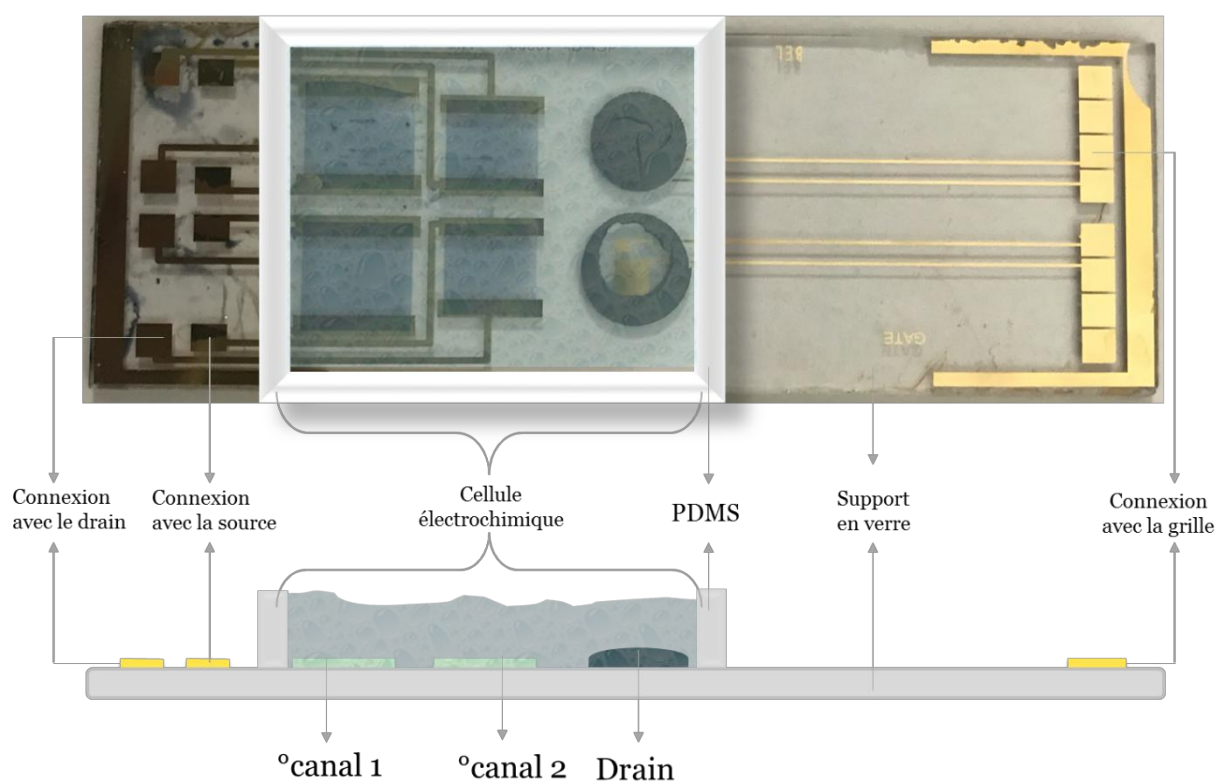 BEL
GATE
Connexion
avec le drain
Connexion
avec la source
Cellule
électrochimique
PDMS
Support
en verre
Connexion
avec la grille
°canal 1
°canal 2
Drain